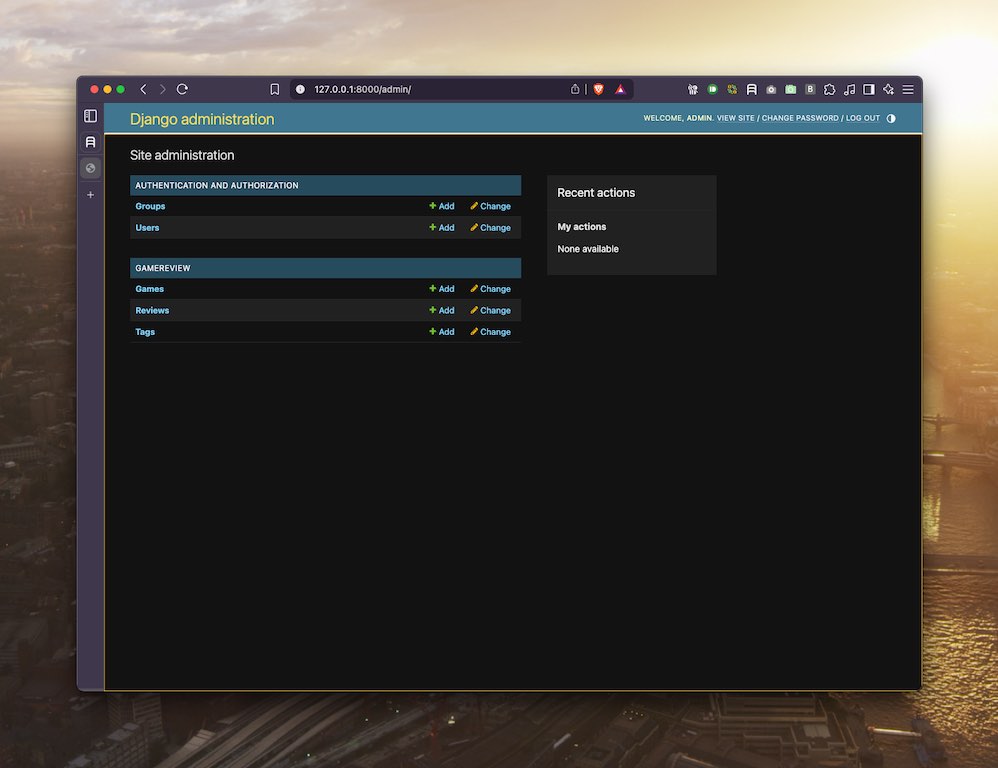 127.0.0.1:8000/admin/
Django administration
WELCOME, ADMIN. VIEW SITE / CHANGE PASSWORD / LOG OUT
Site administration
AUTHENTICATION AND AUTHORIZATION
Groups Add Change
Users Add Change
GAMEREVIEW
Games Add Change
Reviews Add Change
Tags Add Change
Recent actions
My actions
None available